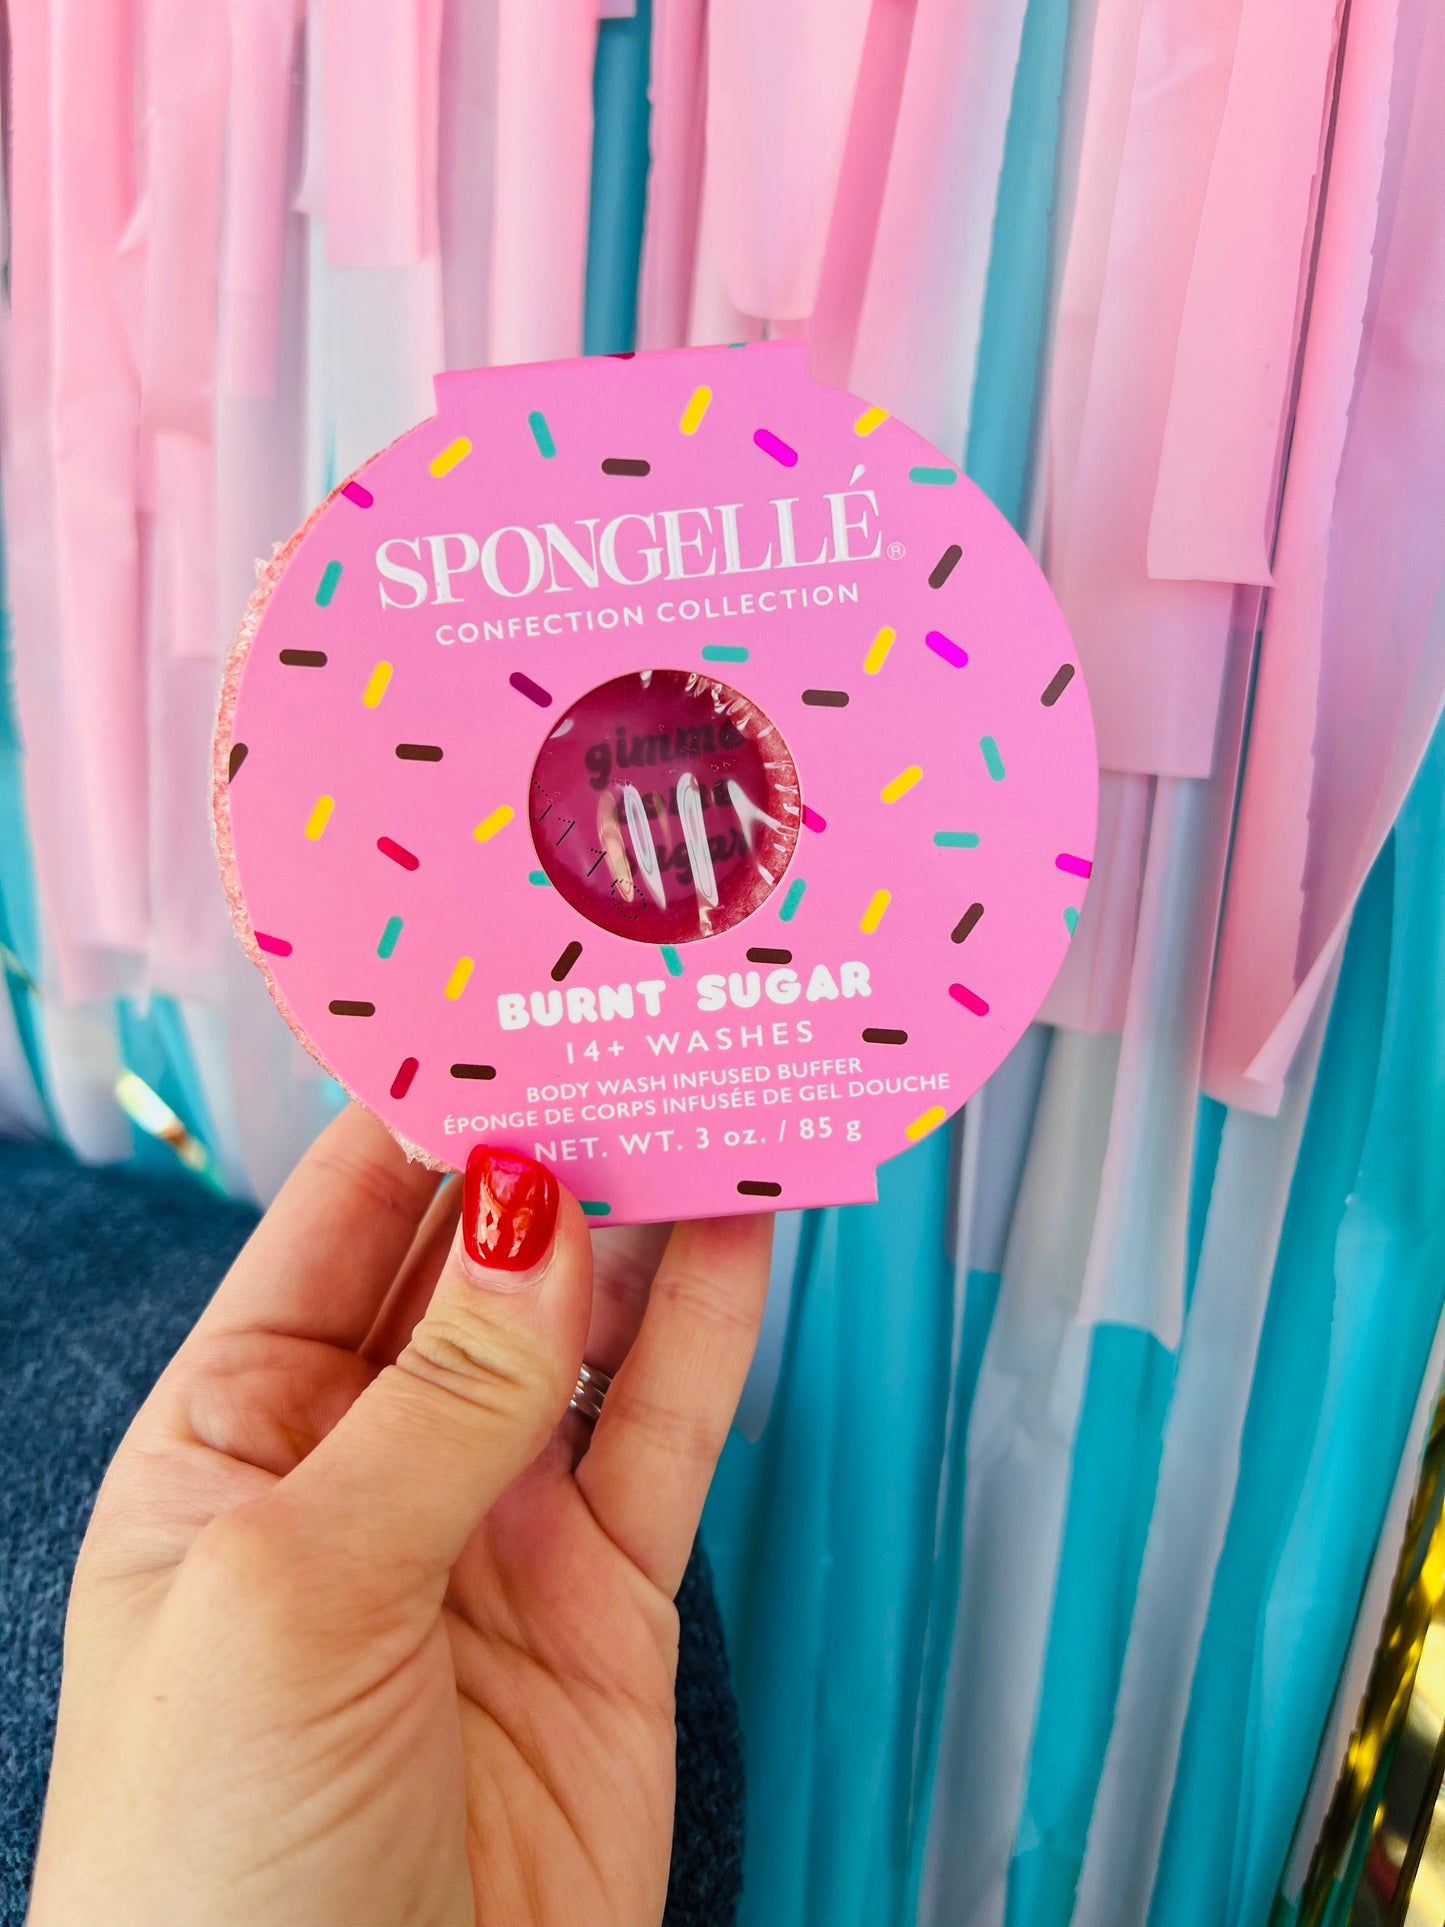 SPONGELLÉ®
CONFECTION COLLECTION
gimme
some
sugar
BURNT SUGAR
14+ WASHES
BODY WASH INFUSED BUFFER
ÉPONGE DE CORPS INFUSÉE DE GEL DOUCHE
NET. WT. 3 oz. / 85 g